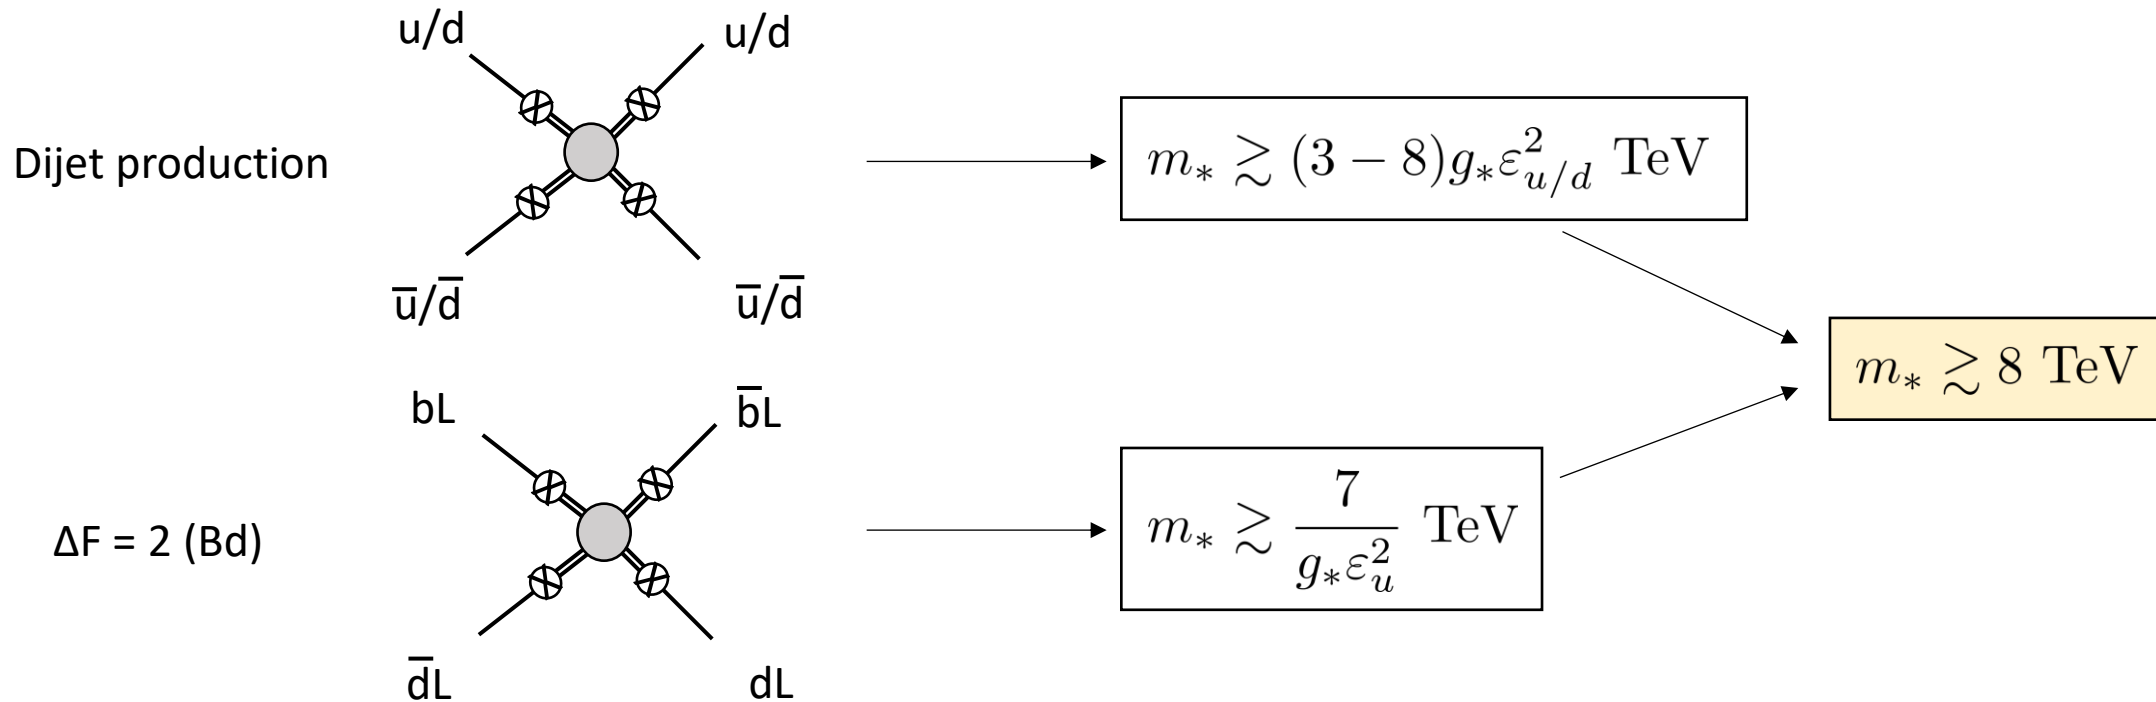 u/d
u/d
Dijet production
u̅/d̅
u̅/d̅
m_* ≳ (3 − 8)g_*ε²_{u/d} TeV
m_* ≳ 8 TeV
bL
b̅L
ΔF = 2 (Bd)
d̅L
dL
m_* ≳ 7/(g_*ε²_u) TeV